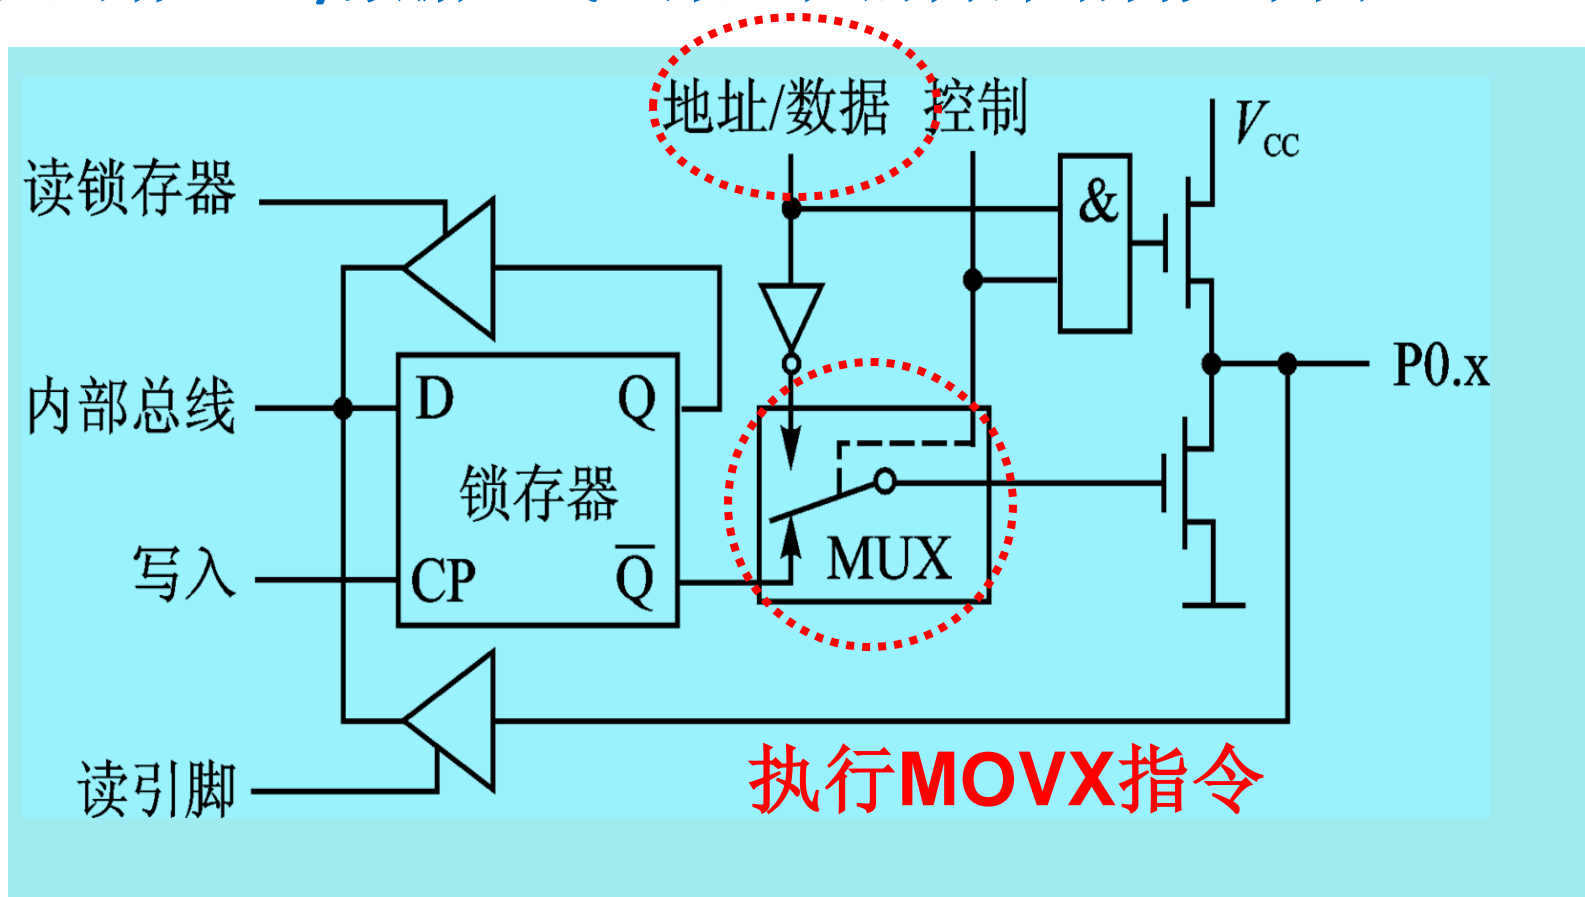 地址/数据 控制
VCC
读锁存器
&
内部总线
D Q
P0.x
锁存器
写入
CP Q̅
MUX
读引脚
执行MOVX指令